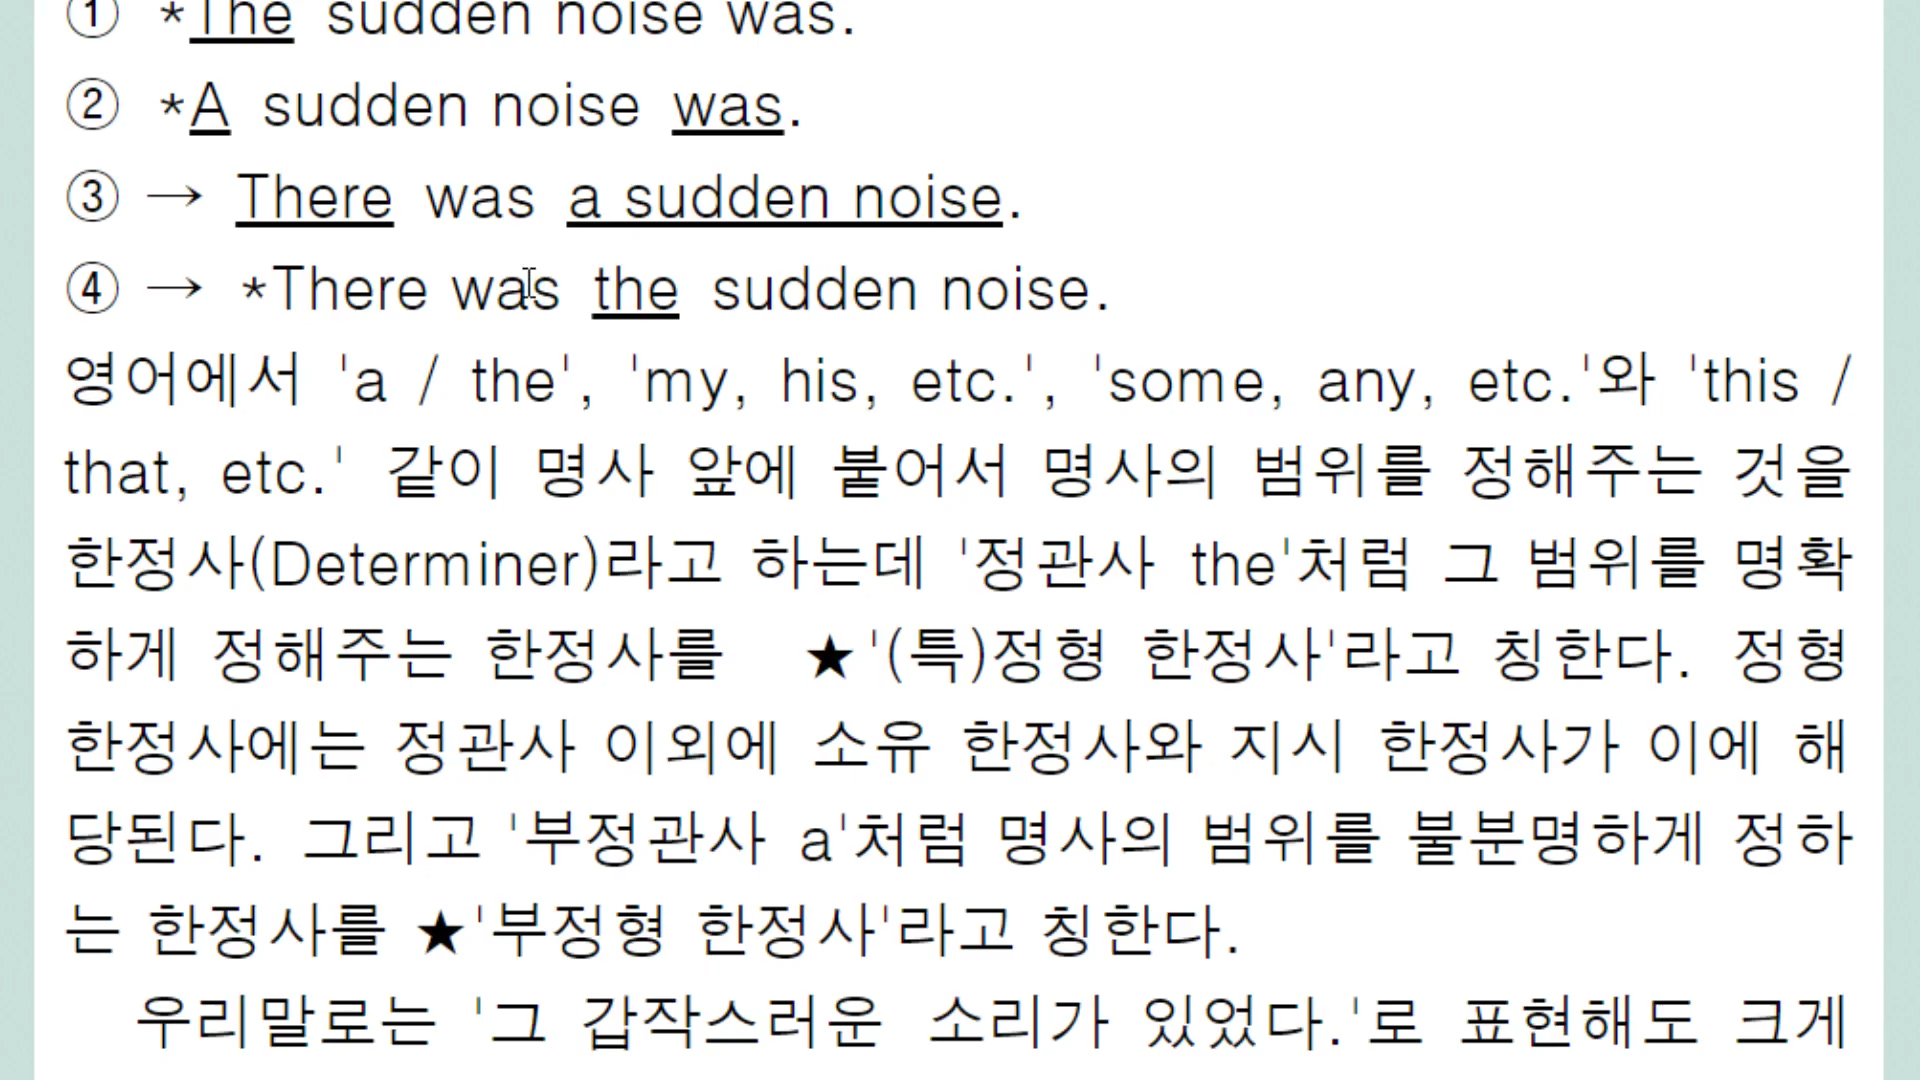 ① *The sudden noise was.
② *A sudden noise was.
③ → There was a sudden noise.
④ → *There was the sudden noise.
영어에서 'a / the', 'my, his, etc.', 'some, any, etc.'와 'this /
that, etc.' 같이 명사 앞에 붙어서 명사의 범위를 정해주는 것을
한정사(Determiner)라고 하는데 '정관사 the'처럼 그 범위를 명확
하게 정해주는 한정사를 ★'(특)정형 한정사'라고 칭한다. 정형
한정사에는 정관사 이외에 소유 한정사와 지시 한정사가 이에 해
당된다. 그리고 '부정관사 a'처럼 명사의 범위를 불분명하게 정하
는 한정사를 ★'부정형 한정사'라고 칭한다.
우리말로는 '그 갑작스러운 소리가 있었다.'로 표현해도 크게